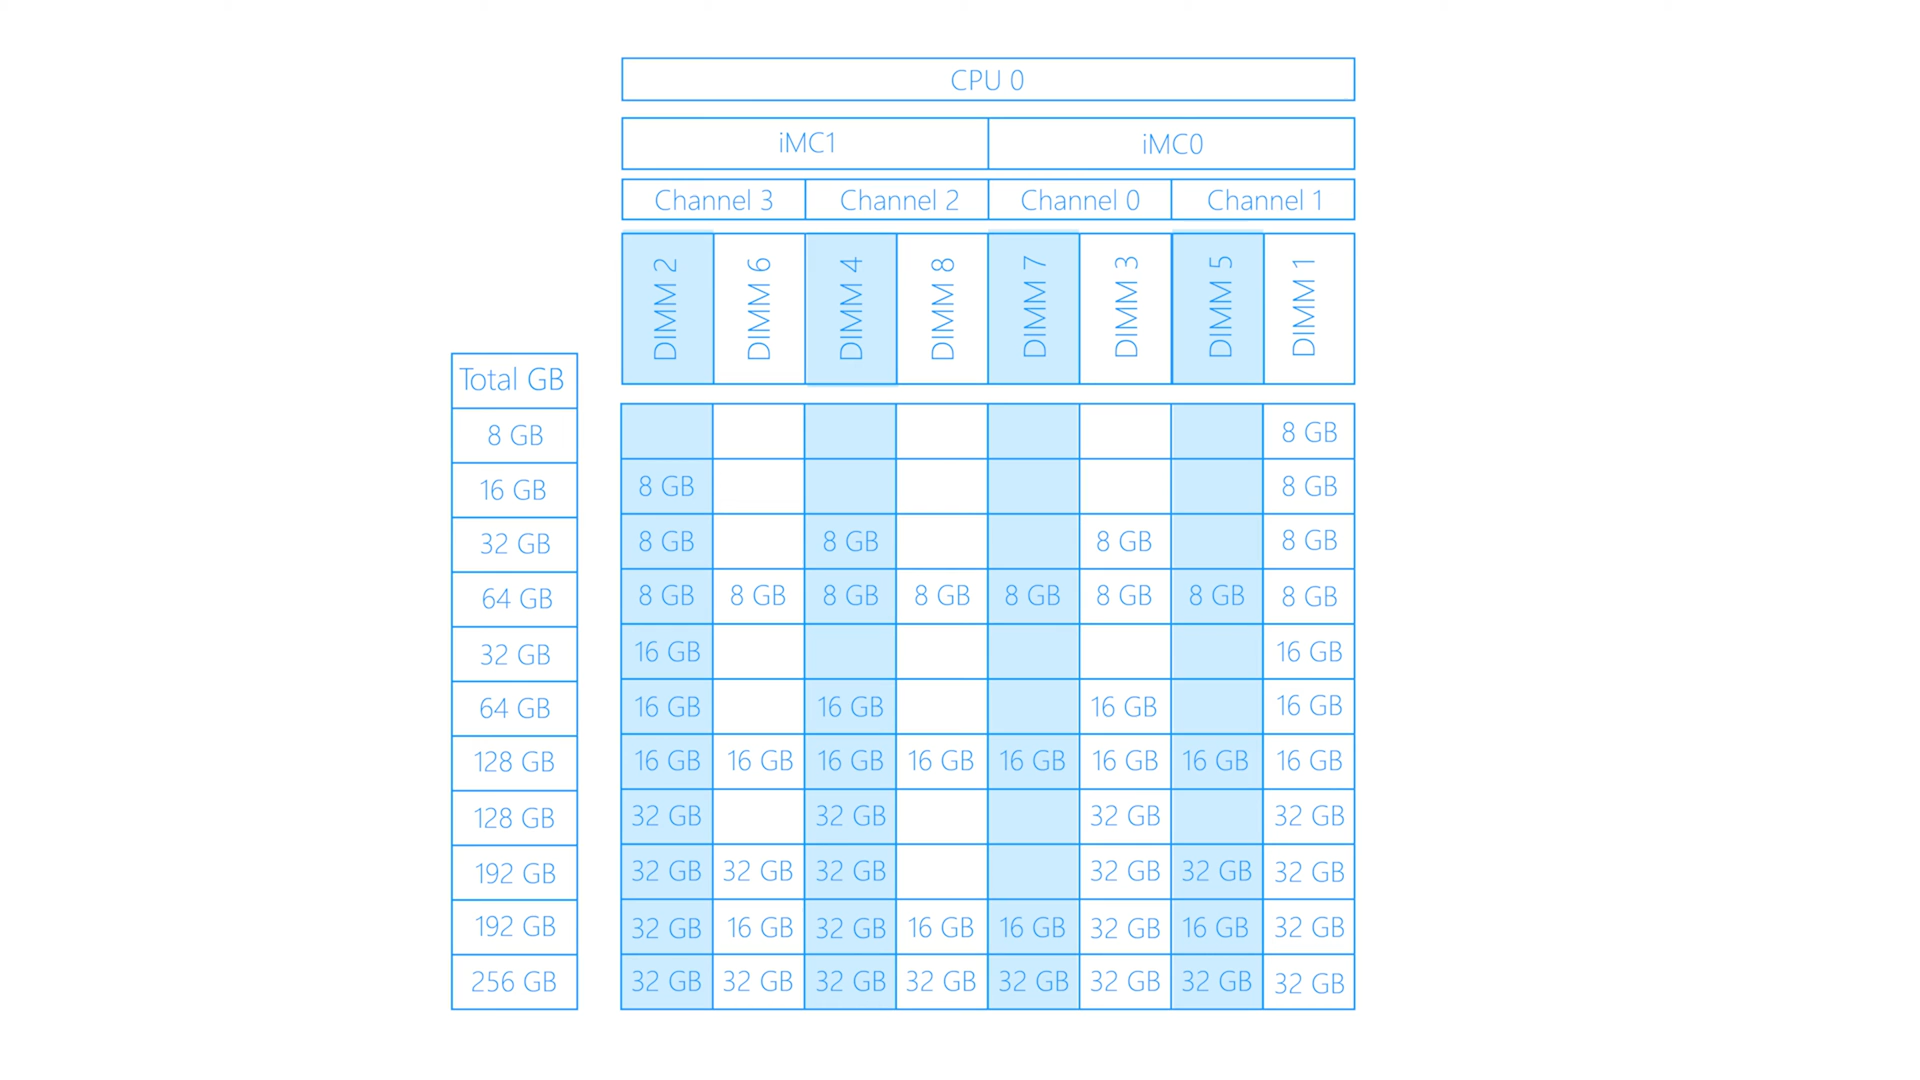 CPU 0
iMC1 iMC0
Channel 3 Channel 2 Channel 0 Channel 1
DIMM 2 DIMM 6 DIMM 4 DIMM 8 DIMM 7 DIMM 3 DIMM 5 DIMM 1
Total GB
8 GB 8 GB
16 GB 8 GB 8 GB
32 GB 8 GB 8 GB 8 GB 8 GB
64 GB 8 GB 8 GB 8 GB 8 GB 8 GB 8 GB 8 GB 8 GB
32 GB 16 GB 16 GB
64 GB 16 GB 16 GB 16 GB 16 GB
128 GB 16 GB 16 GB 16 GB 16 GB 16 GB 16 GB 16 GB 16 GB
128 GB 32 GB 32 GB 32 GB 32 GB
192 GB 32 GB 32 GB 32 GB 32 GB 32 GB 32 GB
192 GB 32 GB 16 GB 32 GB 16 GB 16 GB 32 GB 16 GB 32 GB
256 GB 32 GB 32 GB 32 GB 32 GB 32 GB 32 GB 32 GB 32 GB